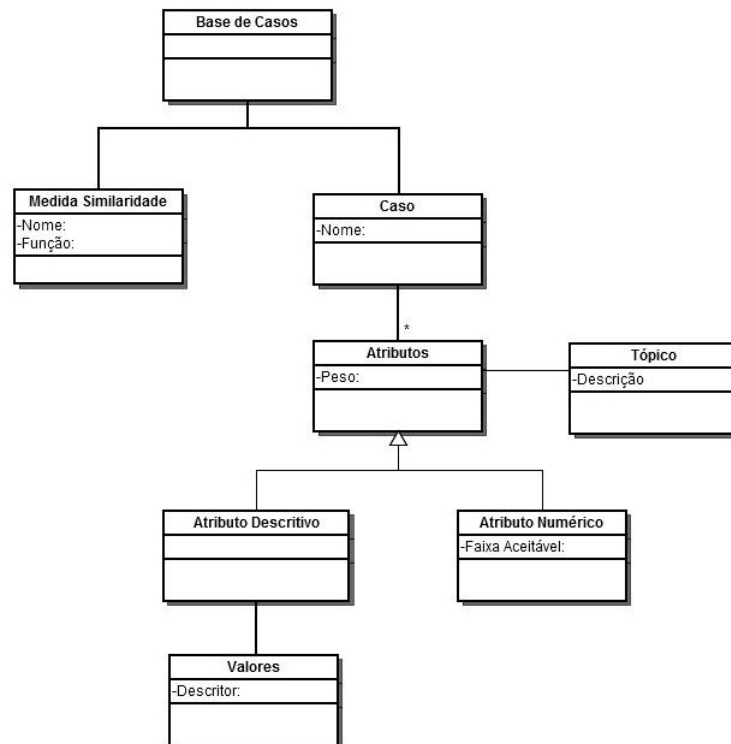 Base de Casos
Medida Similaridade
-Nome:
-Função:
Caso
-Nome:
*
Atributos
-Peso:
Tópico
-Descrição
Atributo Descritivo
Atributo Numérico
-Faixa Aceitável:
Valores
-Descritor: